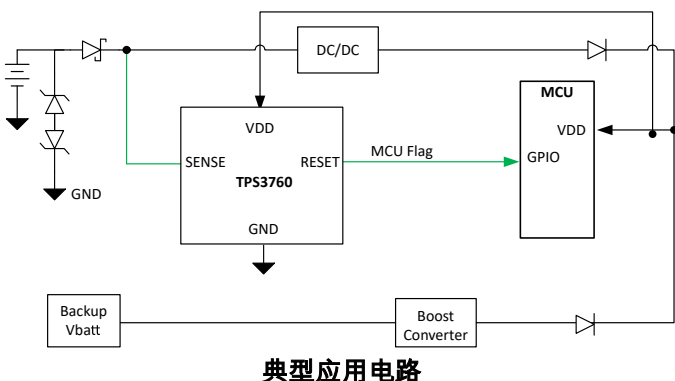 DC/DC
MCU
VDD
VDD
SENSE
RESET
MCU Flag
GPIO
TPS3760
GND
GND
Backup
Vbatt
Boost
Converter
典型应用电路